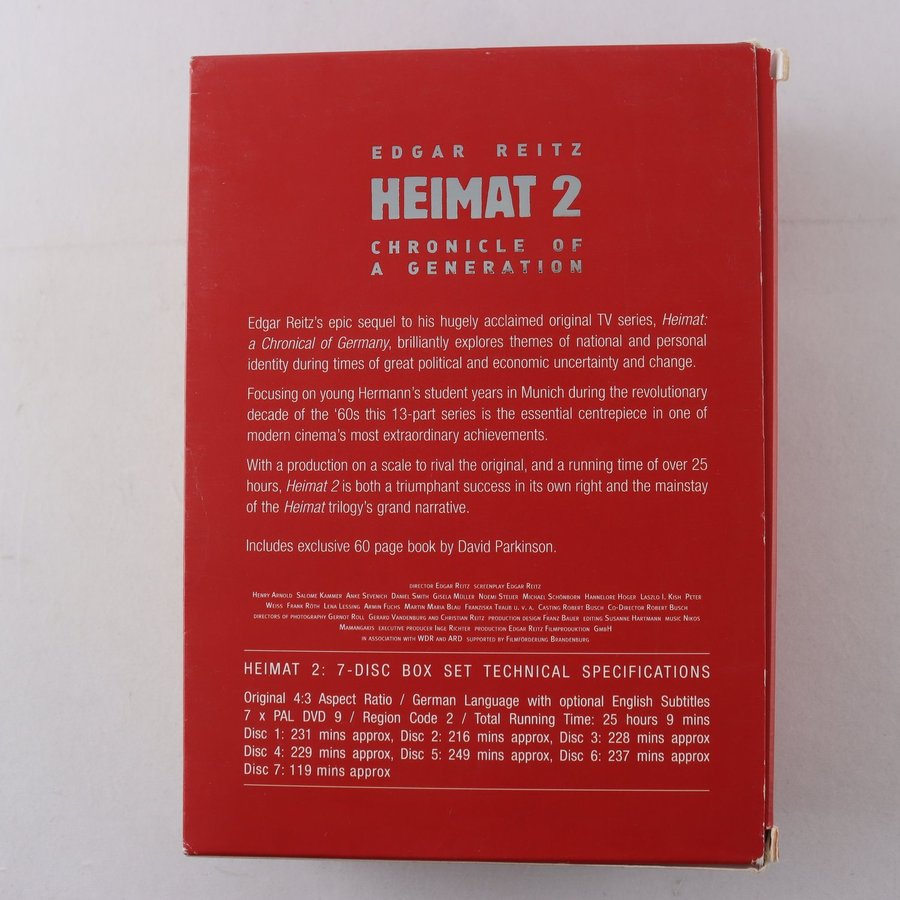 EDGAR REITZ
HEIMAT 2
CHRONICLE OF
A GENERATION
Edgar Reitz's epic sequel to his hugely acclaimed original TV series, Heimat:
a Chronical of Germany, brilliantly explores themes of national and personal
identity during times of great political and economic uncertainty and change.
Focusing on young Hermann's student years in Munich during the revolutionary
decade of the '60s this 13-part series is the essential centrepiece in one of
modern cinema's most extraordinary achievements.
With a production on a scale to rival the original, and a running time of over 25
hours, Heimat 2 is both a triumphant success in its own right and the mainstay
of the Heimat trilogy's grand narrative.
Includes exclusive 60 page book by David Parkinson.
DIRECTOR EDGAR REITZ SCREENPLAY EDGAR REITZ
HENRY ARNOLD SALOME KAMMER ANKE SEVENICH DANIEL SMITH GISELA MÜLLER NOEMI STEUER MICHAEL SCHÖNBORN HANNELORE HOGER LASZLO I. KISH PETER
WEISS FRANK RÖTH LENA LESSING ARMIN FUCHS MARTIN MARIA BLAU FRANZISKA TRAUB U. V. A. CASTING ROBERT BUSCH CO-DIRECTOR ROBERT BUSCH
DIRECTORS OF PHOTOGRAPHY GERNOT ROLL GERARD VANDENBURG AND CHRISTIAN REITZ PRODUCTION DESIGN FRANZ BAUER EDITING SUSANNE HARTMANN MUSIC NIKOS
MAMANGAKIS EXECUTIVE PRODUCER INGE RICHTER PRODUCTION EDGAR REITZ FILMPRODUKTION GMBH
IN ASSOCIATION WITH WDR AND ARD SUPPORTED BY FILMFÖRDERUNG BRANDENBURG
HEIMAT 2: 7-DISC BOX SET TECHNICAL SPECIFICATIONS
Original 4:3 Aspect Ratio / German Language with optional English Subtitles
7 x PAL DVD 9 / Region Code 2 / Total Running Time: 25 hours 9 mins
Disc 1: 231 mins approx, Disc 2: 216 mins approx, Disc 3: 228 mins approx
Disc 4: 229 mins approx, Disc 5: 249 mins approx, Disc 6: 237 mins approx
Disc 7: 119 mins approx